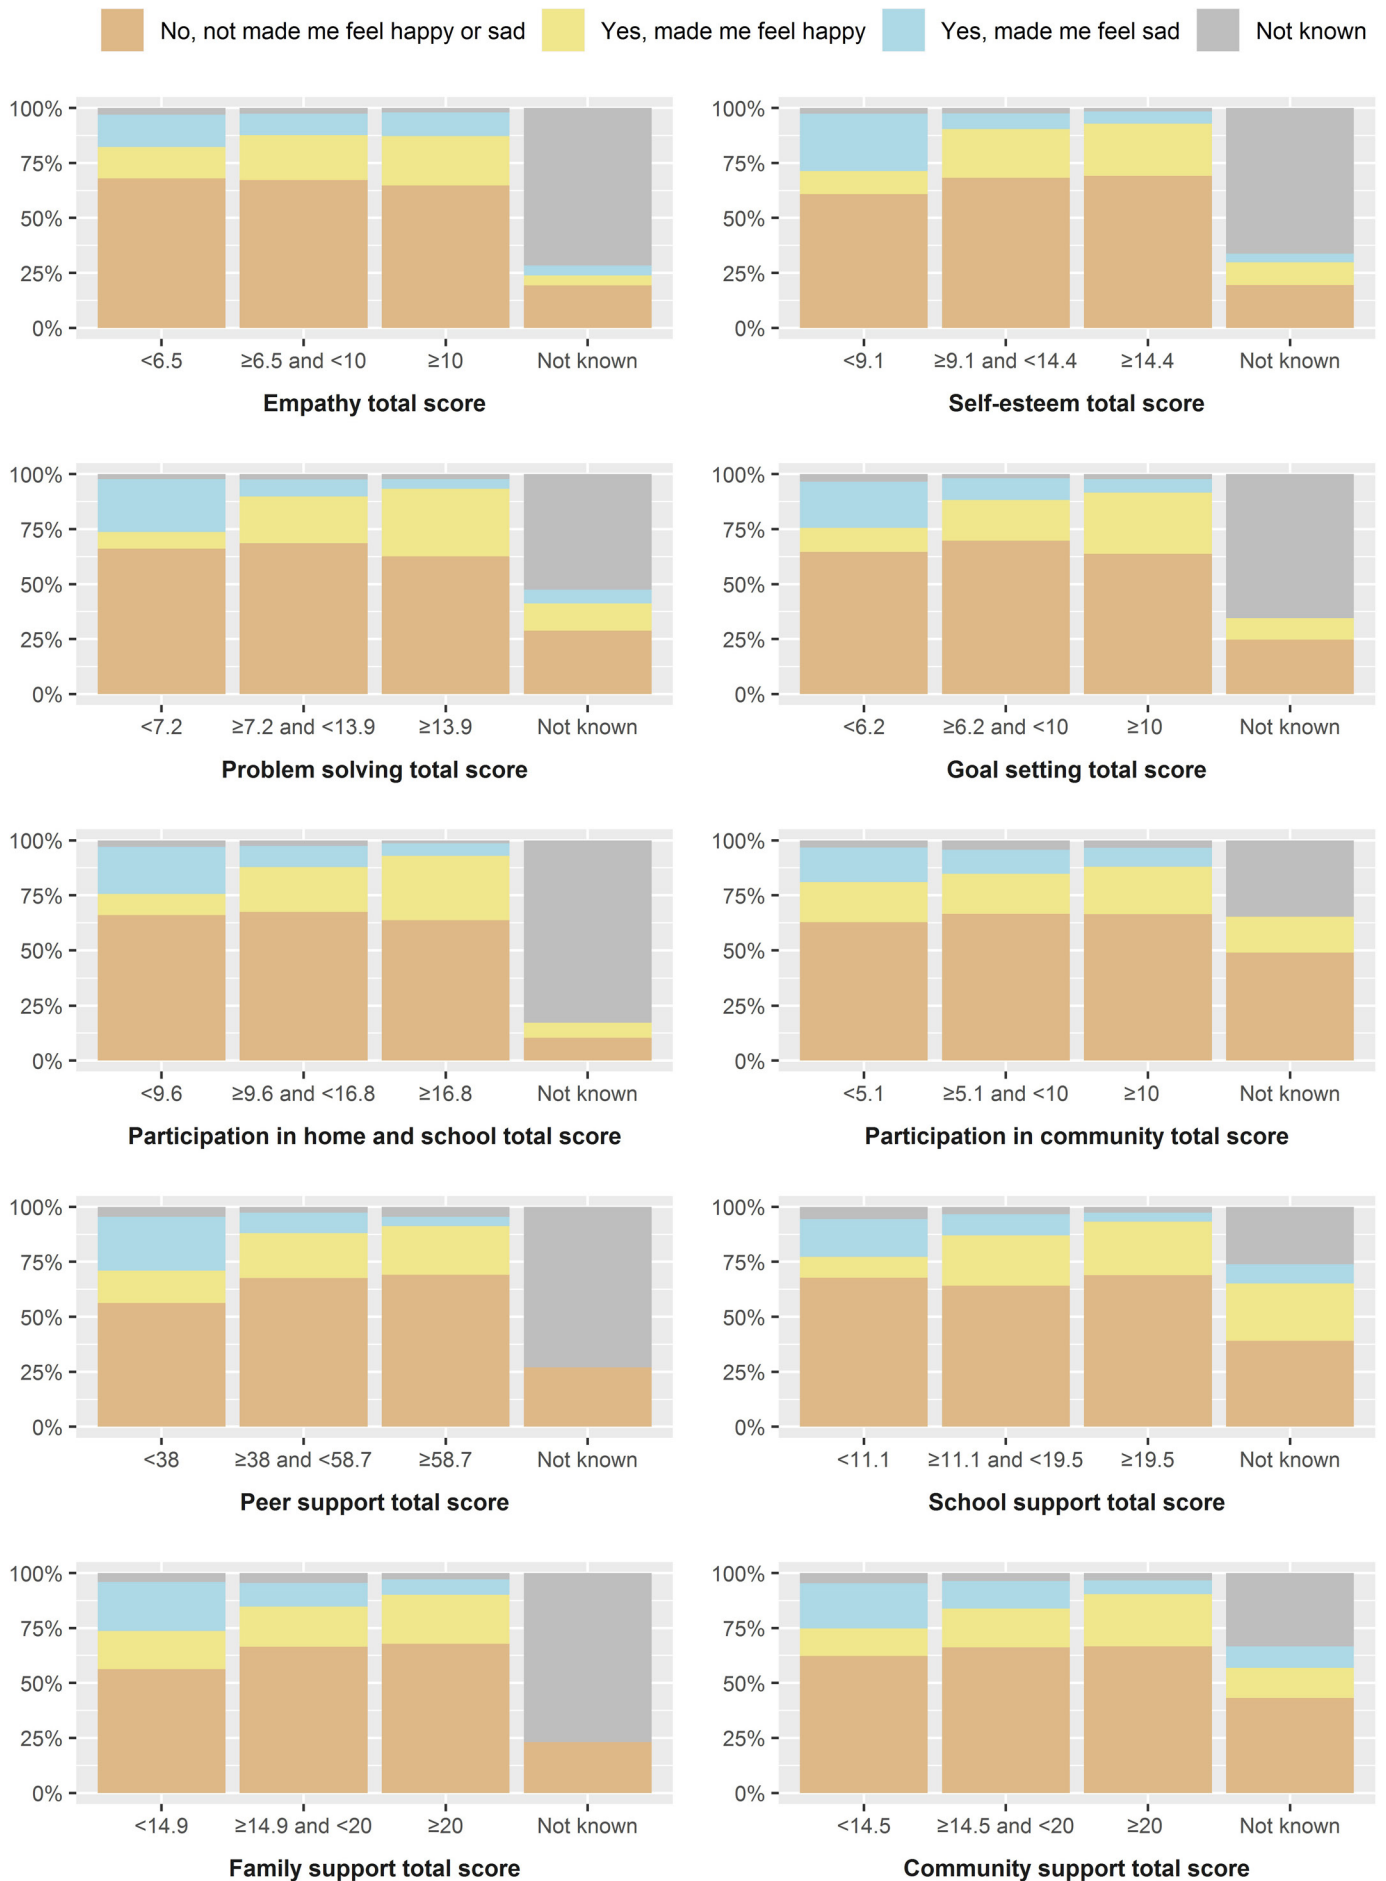 No, not made me feel happy or sad Yes, made me feel happy Yes, made me feel sad Not known
100%
75%
50%
25%
0%
<6.5 ≥6.5 and <10 ≥10 Not known
Empathy total score
100%
75%
50%
25%
0%
<9.1 ≥9.1 and <14.4 ≥14.4 Not known
Self-esteem total score
100%
75%
50%
25%
0%
<7.2 ≥7.2 and <13.9 ≥13.9 Not known
Problem solving total score
100%
75%
50%
25%
0%
<6.2 ≥6.2 and <10 ≥10 Not known
Goal setting total score
100%
75%
50%
25%
0%
<9.6 ≥9.6 and <16.8 ≥16.8 Not known
Participation in home and school total score
100%
75%
50%
25%
0%
<5.1 ≥5.1 and <10 ≥10 Not known
Participation in community total score
100%
75%
50%
25%
0%
<38 ≥38 and <58.7 ≥58.7 Not known
Peer support total score
100%
75%
50%
25%
0%
<11.1 ≥11.1 and <19.5 ≥19.5 Not known
School support total score
100%
75%
50%
25%
0%
<14.9 ≥14.9 and <20 ≥20 Not known
Family support total score
100%
75%
50%
25%
0%
<14.5 ≥14.5 and <20 ≥20 Not known
Community support total score